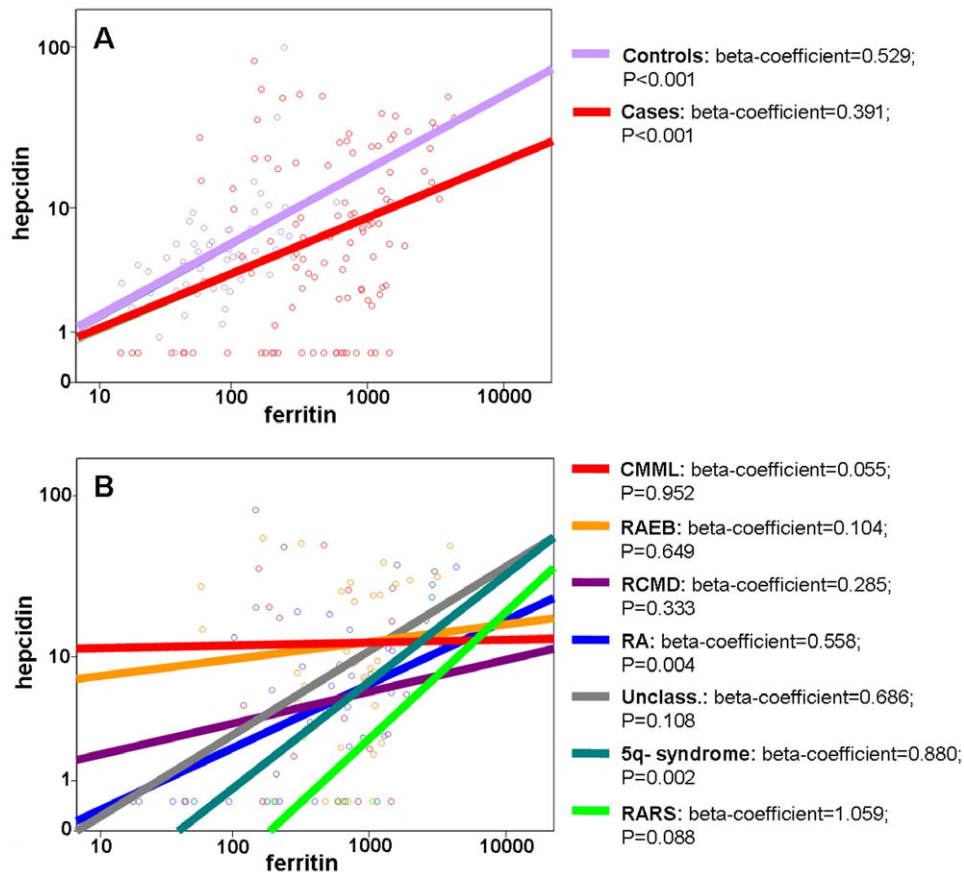 A
100
10
1
0
hepcidin
10 100 1000 10000
ferritin
Controls: beta-coefficient=0.529;
P<0.001
Cases: beta-coefficient=0.391;
P<0.001
B
100
10
1
0
hepcidin
10 100 1000 10000
ferritin
CMML: beta-coefficient=0.055;
P=0.952
RAEB: beta-coefficient=0.104;
P=0.649
RCMD: beta-coefficient=0.285;
P=0.333
RA: beta-coefficient=0.558;
P=0.004
Unclass.: beta-coefficient=0.686;
P=0.108
5q- syndrome: beta-coefficient=0.880;
P=0.002
RARS: beta-coefficient=1.059;
P=0.088